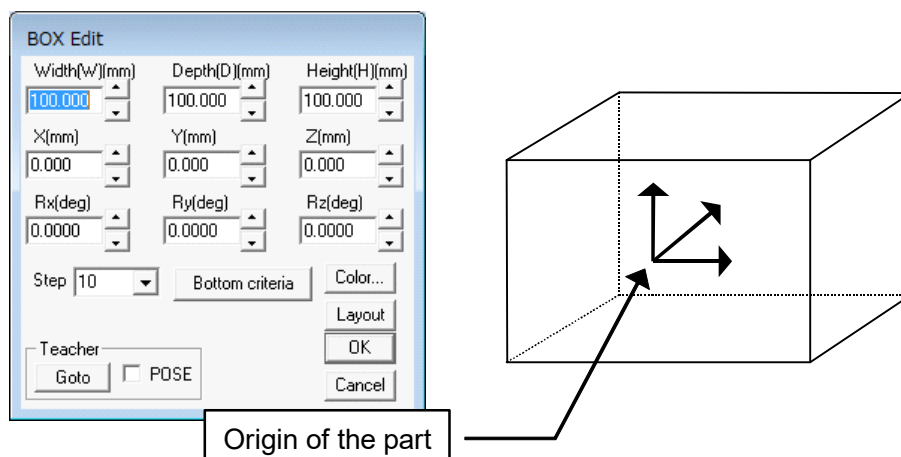 BOX Edit
Width(W)(mm) Depth(D)(mm) Height(H)(mm)
100.000 100.000 100.000
X(mm) Y(mm) Z(mm)
0.000 0.000 0.000
Rx(deg) Ry(deg) Rz(deg)
0.0000 0.0000 0.0000
Step 10 Bottom criteria Color...
Layout
Teacher OK
Goto POSE
Cancel
Origin of the part